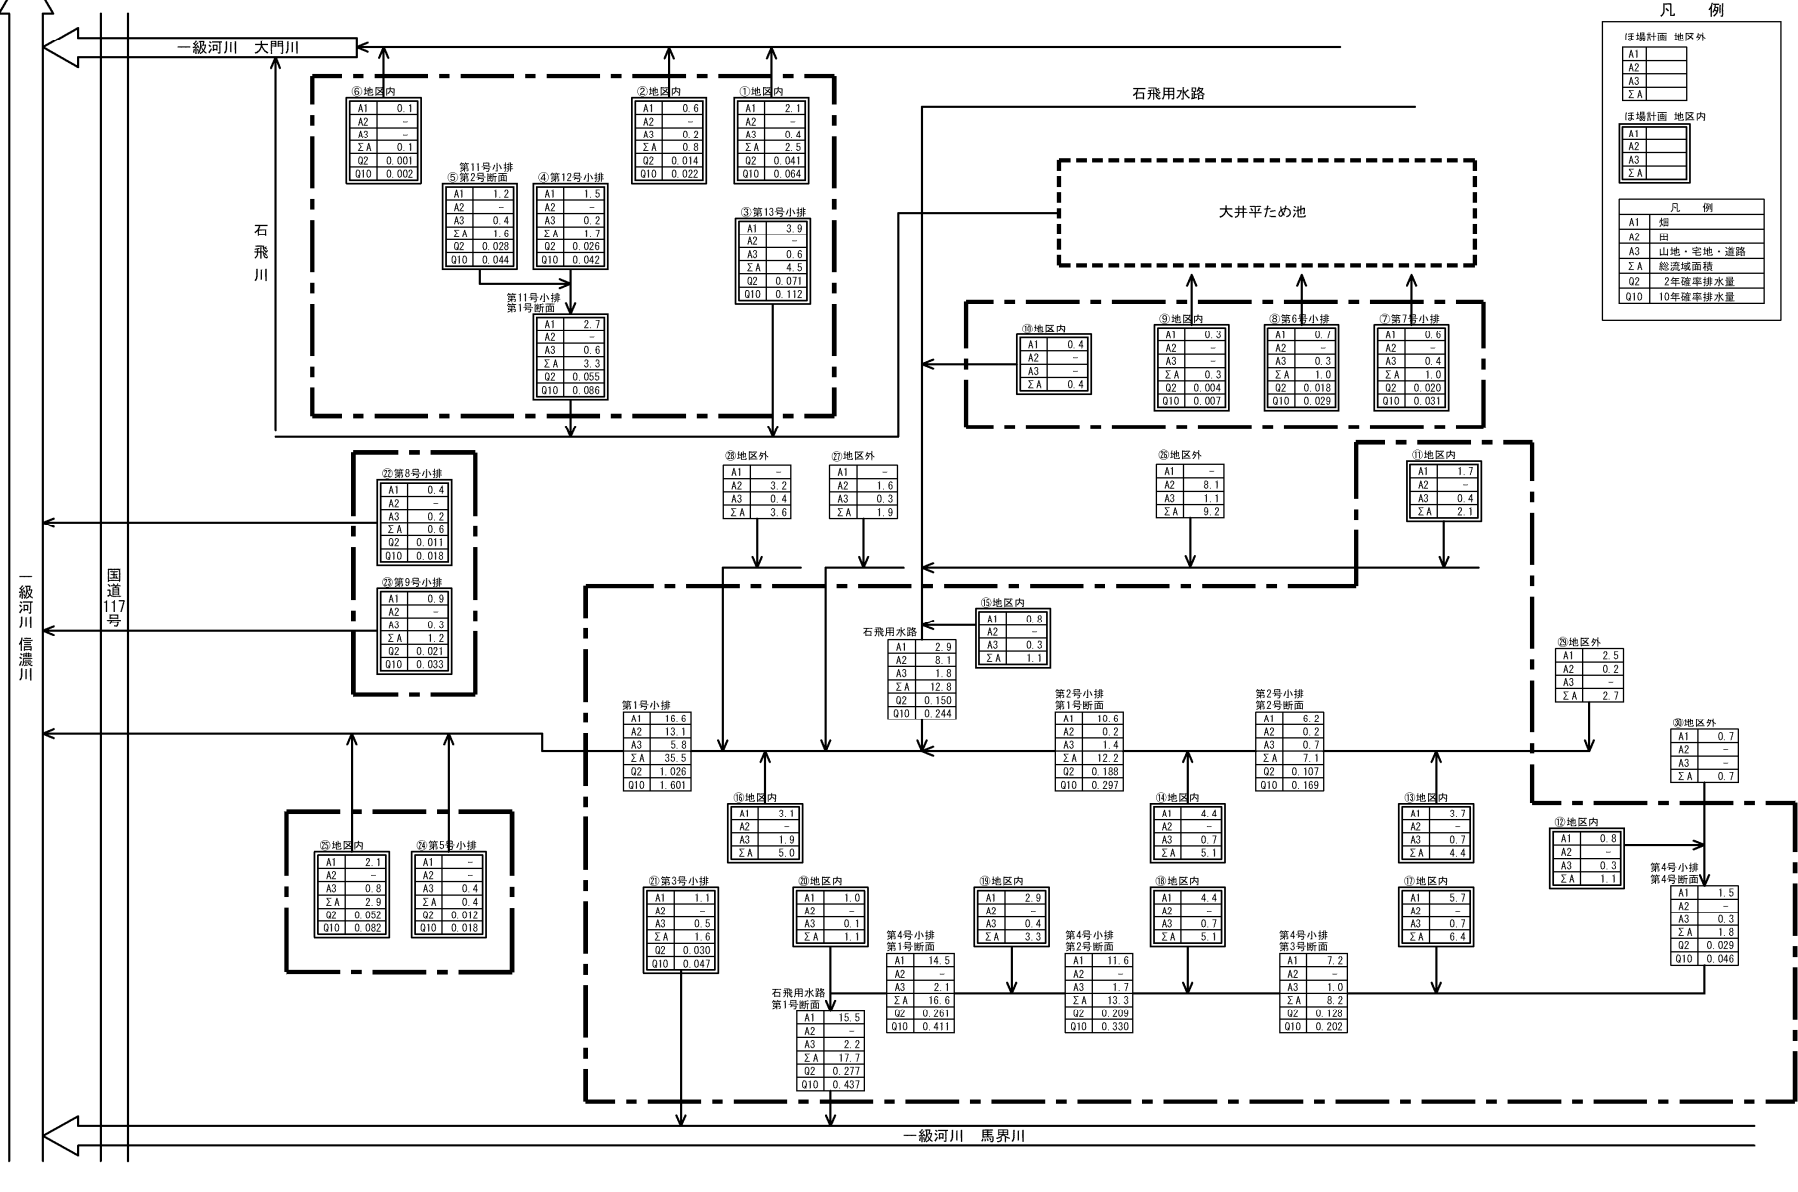 凡 例
ほ場計画 地区外
A1
A2
A3
ΣA
ほ場計画 地区内
A1
A2
A3
ΣA
凡 例
A1 畑
A2 田
A3 山地・宅地・道路
ΣA 総流域面積
Q2 2年確率排水量
Q10 10年確率排水量
一級河川 大門川
石飛川
⑥地区内
A1 0.1
A2 -
A3 -
ΣA 0.1
Q2 0.001
Q10 0.002
②地区内
A1 0.6
A2 -
A3 0.2
ΣA 0.8
Q2 0.014
Q10 0.022
①地区内
A1 2.1
A2 -
A3 0.4
ΣA 2.5
Q2 0.041
Q10 0.064
第11号小排
⑤第2号断面
A1 1.2
A2 -
A3 0.4
ΣA 1.6
Q2 0.028
Q10 0.044
④第12号小排
A1 1.5
A2 -
A3 0.2
ΣA 1.7
Q2 0.026
Q10 0.042
③第13号小排
A1 3.9
A2 -
A3 0.6
ΣA 4.5
Q2 0.071
Q10 0.112
第11号小排
第1号断面
A1 2.7
A2 -
A3 0.6
ΣA 3.3
Q2 0.055
Q10 0.086
石飛用水路
大井平ため池
⑩地区内
A1 0.4
A2 -
A3 -
ΣA 0.4
⑨地区内
A1 0.3
A2 -
A3 -
ΣA 0.3
Q2 0.004
Q10 0.007
⑧第6号小排
A1 0.7
A2 -
A3 0.3
ΣA 1.0
Q2 0.018
Q10 0.029
⑦第7号小排
A1 0.6
A2 -
A3 0.4
ΣA 1.0
Q2 0.020
Q10 0.031
㉒第8号小排
A1 0.4
A2 -
A3 0.2
ΣA 0.6
Q2 0.011
Q10 0.018
㉓第9号小排
A1 0.9
A2 -
A3 0.3
ΣA 1.2
Q2 0.021
Q10 0.033
一級河川 信濃川
国道117号
㉘地区外
A1 -
A2 3.2
A3 0.4
ΣA 3.6
㉗地区外
A1 -
A2 1.6
A3 0.3
ΣA 1.9
㉖地区外
A1 -
A2 8.1
A3 1.1
ΣA 9.2
⑪地区内
A1 1.7
A2 -
A3 0.4
ΣA 2.1
⑮地区内
A1 0.8
A2 -
A3 0.3
ΣA 1.1
石飛用水路
A1 2.9
A2 8.1
A3 1.8
ΣA 12.8
Q2 0.150
Q10 0.244
㉙地区外
A1 2.5
A2 0.2
A3 -
ΣA 2.7
第1号小排
A1 16.6
A2 13.1
A3 5.8
ΣA 35.5
Q2 1.026
Q10 1.601
第2号小排
第1号断面
A1 10.6
A2 0.2
A3 1.4
ΣA 12.2
Q2 0.188
Q10 0.297
第2号小排
第2号断面
A1 6.2
A2 0.2
A3 0.7
ΣA 7.1
Q2 0.107
Q10 0.169
㉚地区外
A1 0.7
A2 -
A3 -
ΣA 0.7
⑯地区内
A1 3.1
A2 -
A3 1.9
ΣA 5.0
⑭地区内
A1 4.4
A2 -
A3 0.7
ΣA 5.1
⑬地区内
A1 3.7
A2 -
A3 0.7
ΣA 4.4
⑫地区内
A1 0.8
A2 -
A3 0.3
ΣA 1.1
㉕地区内
A1 2.1
A2 -
A3 0.8
ΣA 2.9
Q2 0.052
Q10 0.082
㉔第5号小排
A1 -
A2 -
A3 0.4
ΣA 0.4
Q2 0.012
Q10 0.018
㉑第3号小排
A1 1.1
A2 -
A3 0.5
ΣA 1.6
Q2 0.030
Q10 0.047
⑳地区内
A1 1.0
A2 -
A3 0.1
ΣA 1.1
⑲地区内
A1 2.9
A2 -
A3 0.4
ΣA 3.3
⑱地区内
A1 4.4
A2 -
A3 0.7
ΣA 5.1
⑰地区内
A1 5.7
A2 -
A3 0.7
ΣA 6.4
第4号小排
第4号断面
A1 1.5
A2 -
A3 0.3
ΣA 1.8
Q2 0.029
Q10 0.046
第4号小排
第1号断面
A1 14.5
A2 -
A3 2.1
ΣA 16.6
Q2 0.261
Q10 0.411
第4号小排
第2号断面
A1 11.6
A2 -
A3 1.7
ΣA 13.3
Q2 0.209
Q10 0.330
第4号小排
第3号断面
A1 7.2
A2 -
A3 1.0
ΣA 8.2
Q2 0.128
Q10 0.202
石飛用水路
第1号断面
A1 15.5
A2 -
A3 2.2
ΣA 17.7
Q2 0.277
Q10 0.437
一級河川 馬界川